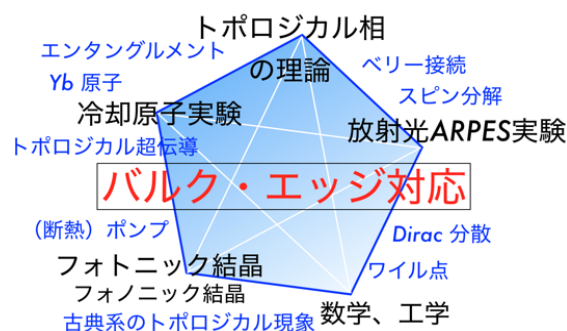 トポロジカル相
の理論
エンタングルメント
Yb 原子
冷却原子実験
トポロジカル超伝導
ベリー接続
スピン分解
放射光ARPES実験
バルク・エッジ対応
(断熱)ポンプ
フォトニック結晶
フォノニック結晶
古典系のトポロジカル現象
Dirac 分散
ワイル点
数学、工学